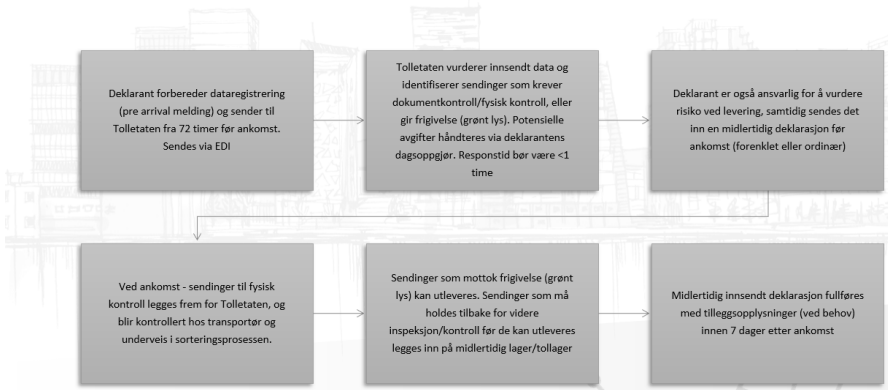 Deklarant forbereder dataregistrering
(pre arrival melding) og sender til
Tolletaten fra 72 timer før ankomst.
Sendes via EDI
Tolletaten vurderer innsendt data og
identifiserer sendinger som krever
dokumentkontroll/fysisk kontroll, eller
gir frigivelse (grønt lys). Potensielle
avgifter håndteres via deklarantens
dagsoppgjør. Responstid bør være <1
time
Deklarant er også ansvarlig for å vurdere
risiko ved levering, samtidig sendes det
inn en midlertidig deklarasjon før
ankomst (forenklet eller ordinær)
Ved ankomst - sendinger til fysisk
kontroll legges frem for Tolletaten, og
blir kontrollert hos transportør og
underveis i sorteringsprosessen.
Sendinger som mottok frigivelse (grønt
lys) kan utleveres. Sendinger som må
holdes tilbake for videre
inspeksjon/kontroll før de kan utleveres
legges inn på midlertidig lager/tollager
Midlertidig innsendt deklarasjon fullføres
med tilleggsopplysninger (ved behov)
innen 7 dager etter ankomst